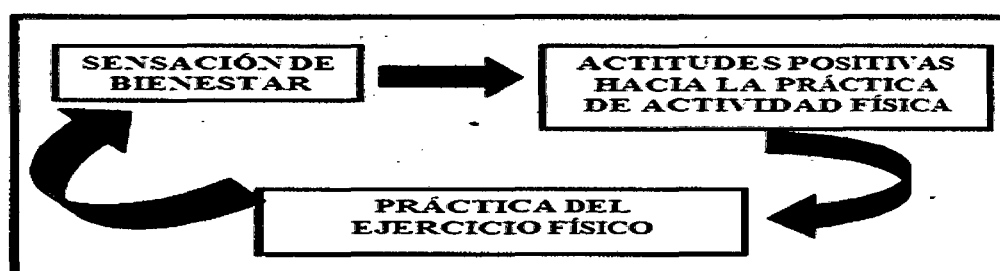 SENSACIÓN DE
BIENESTAR
ACTITUDES POSITIVAS
HACIA LA PRÁCTICA
DE ACTIVIDAD FÍSICA
PRÁCTICA DEL
EJERCICIO FÍSICO